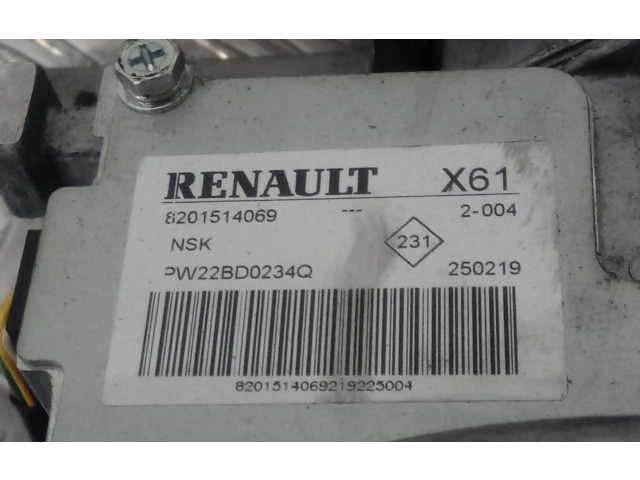 RENAULT X61
8201514069 --- 2-004
NSK 231
PW22BD0234Q 250219
8201514069219225004